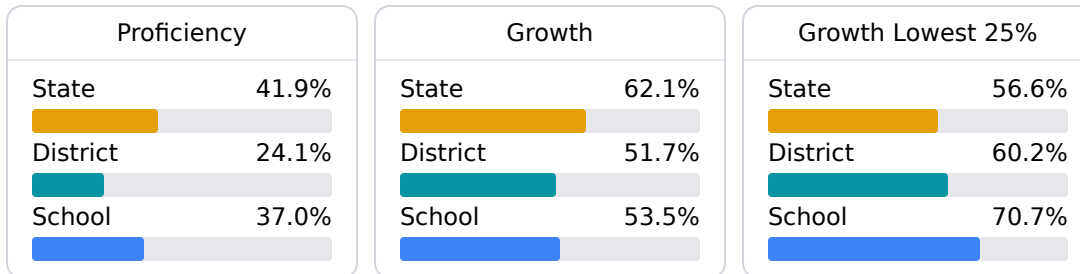 Proficiency
State 41.9%
District 24.1%
School 37.0%
Growth
State 62.1%
District 51.7%
School 53.5%
Growth Lowest 25%
State 56.6%
District 60.2%
School 70.7%